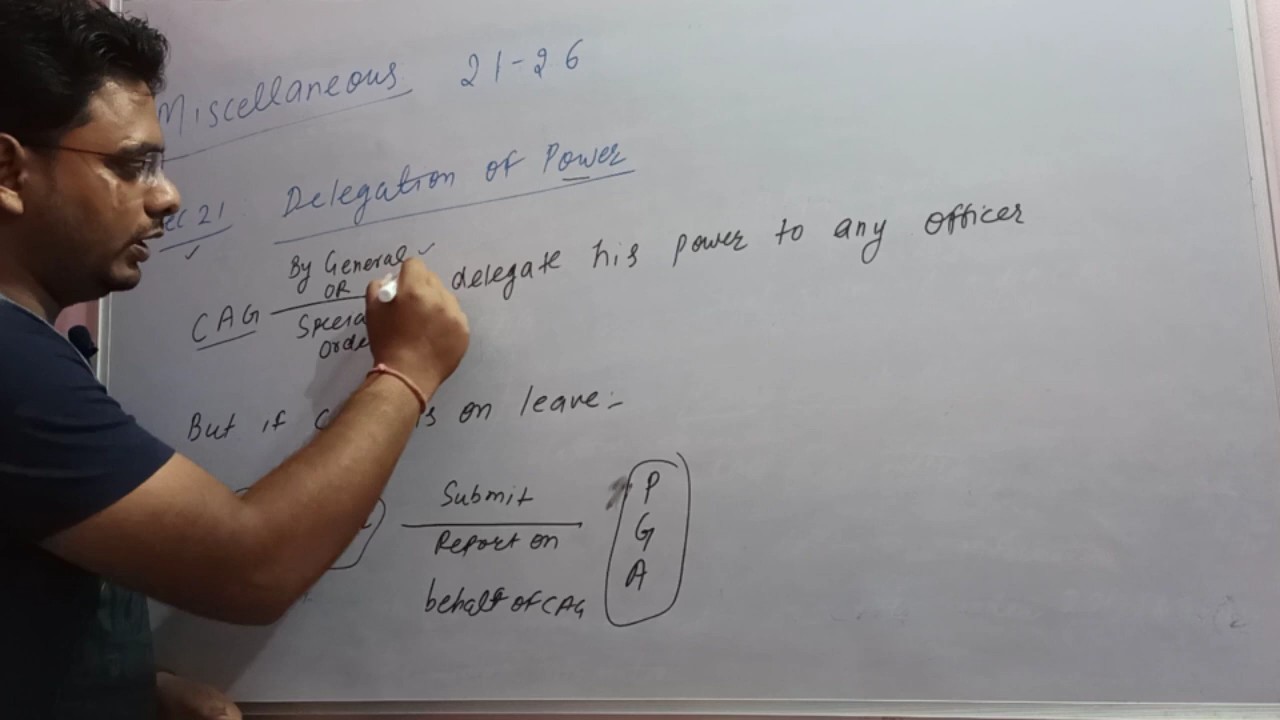 Miscellaneous 21-26
Sec 21 Delegation of Power
By General
OR
CAG delegate his power to any officer
Special
Order
But if is on leave:-
Submit
Report on
behalf of CAG
P
G
A